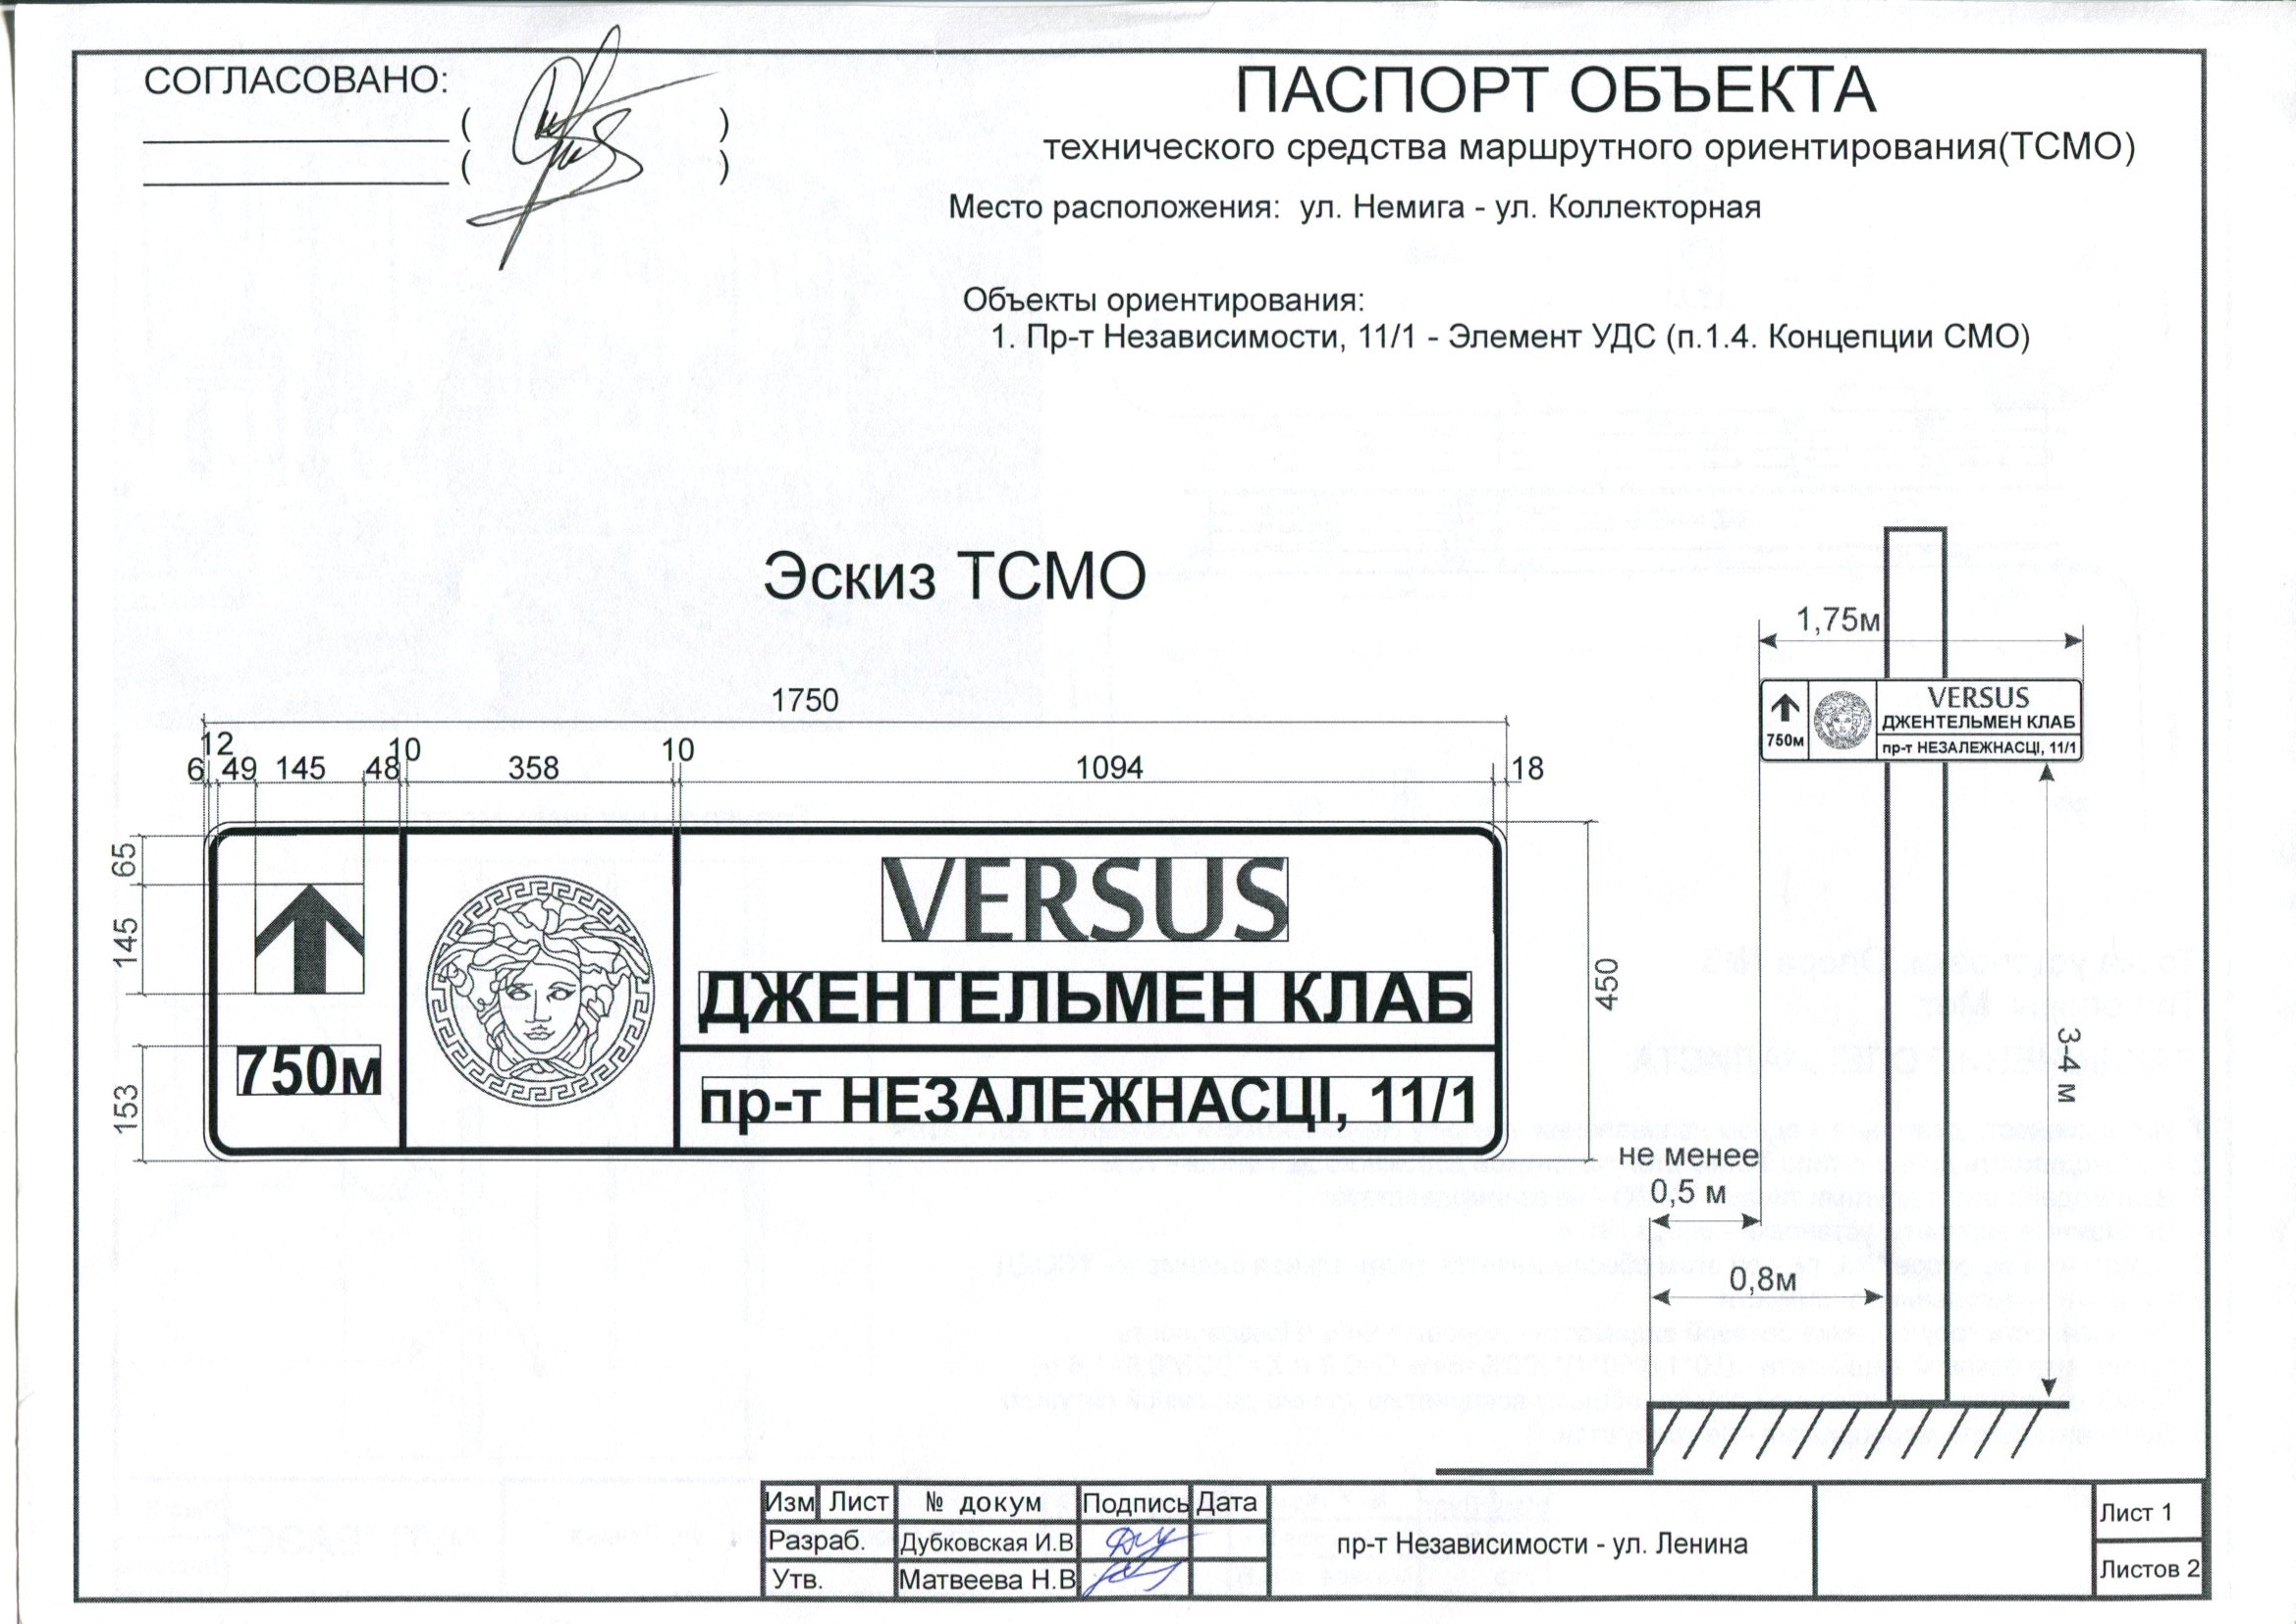 СОГЛАСОВАНО:
( )
( )
ПАСПОРТ ОБЪЕКТА
технического средства маршрутного ориентирования(ТСМО)
Место расположения: ул. Немига - ул. Коллекторная
Объекты ориентирования:
1. Пр-т Независимости, 11/1 - Элемент УДС (п.1.4. Концепции СМО)
Эскиз ТСМО
1750
12
10
10
6 49 145 48 358 1094 18
65
145
153
450
750м
VERSUS
ДЖЕНТЕЛЬМЕН КЛАБ
пр-т НЕЗАЛЕЖНАСЦІ, 11/1
1,75м
750м
VERSUS
ДЖЕНТЕЛЬМЕН КЛАБ
пр-т НЕЗАЛЕЖНАСЦІ, 11/1
3-4 м
не менее
0,5 м
0,8м
Изм Лист № докум Подпись Дата
Разраб. Дубковская И.В.
Утв. Матвеева Н.В
пр-т Независимости - ул. Ленина
Лист 1
Листов 2